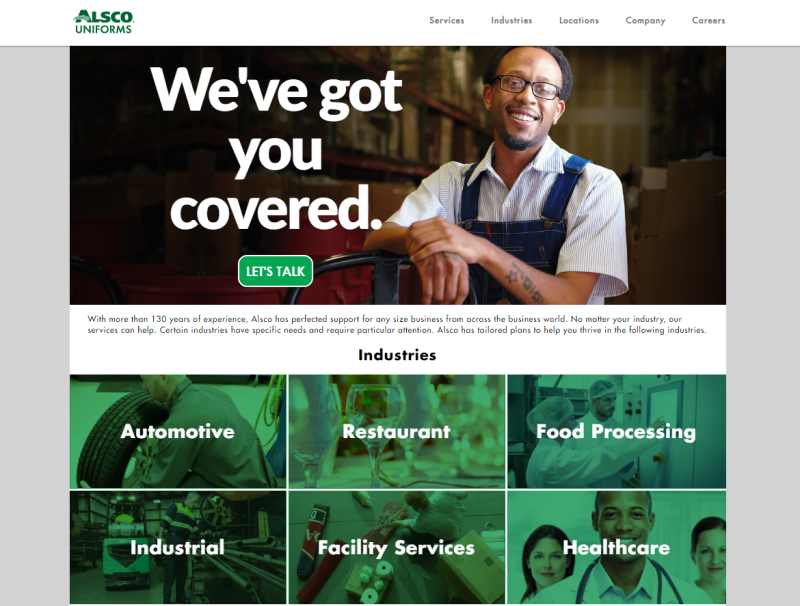 ALSCO
UNIFORMS
Services Industries Locations Company Careers
We've got
you
covered.
LET'S TALK
With more than 130 years of experience, Alsco has perfected support for any size business from across the business world. No matter your industry, our
services can help. Certain industries have specific needs and require particular attention. Alsco has tailored plans to help you thrive in the following industries.
Industries
Automotive
Restaurant
Food Processing
Industrial
Facility Services
Healthcare